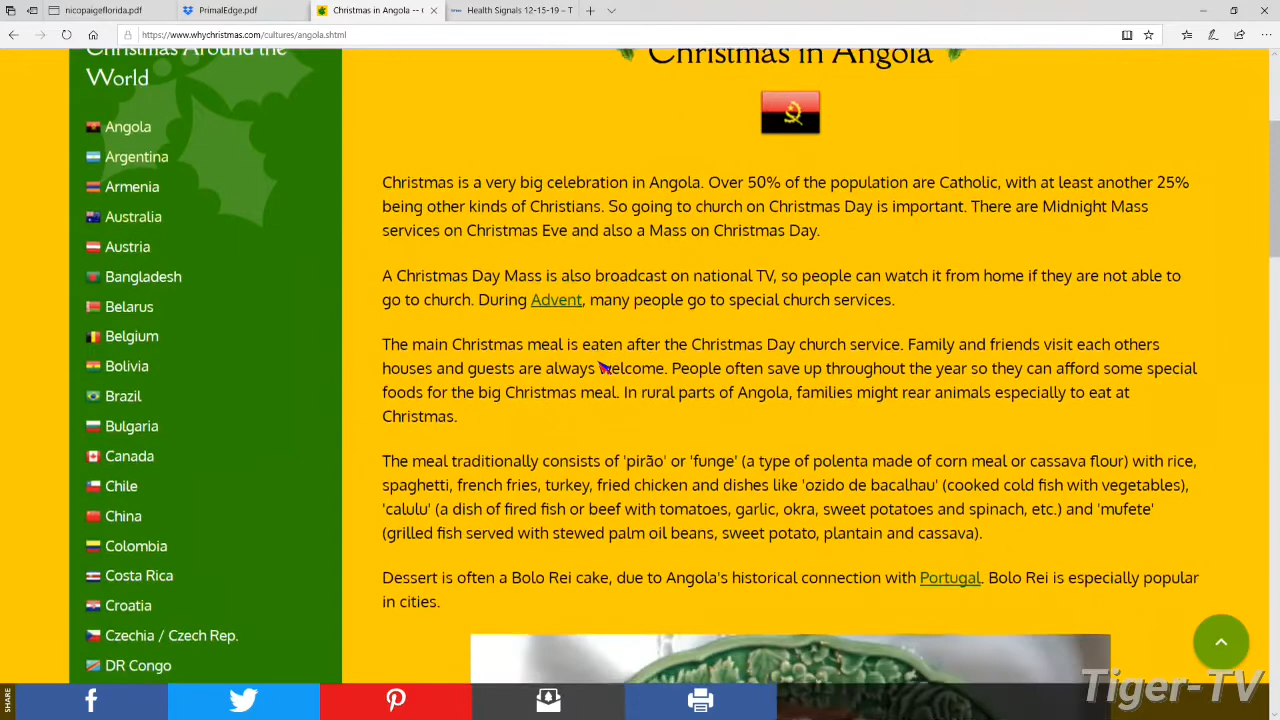 nicopaigeflorida.pdf
PrimalEdge.pdf
Christmas in Angola -- C
Health Signals 12-15-19 – T
https://www.whychristmas.com/cultures/angola.shtml
Christmas Around the
World
Angola
Argentina
Armenia
Australia
Austria
Bangladesh
Belarus
Belgium
Bolivia
Brazil
Bulgaria
Canada
Chile
China
Colombia
Costa Rica
Croatia
Czechia / Czech Rep.
DR Congo
Christmas in Angola
Christmas is a very big celebration in Angola. Over 50% of the population are Catholic, with at least another 25%
being other kinds of Christians. So going to church on Christmas Day is important. There are Midnight Mass
services on Christmas Eve and also a Mass on Christmas Day.
A Christmas Day Mass is also broadcast on national TV, so people can watch it from home if they are not able to
go to church. During Advent, many people go to special church services.
The main Christmas meal is eaten after the Christmas Day church service. Family and friends visit each others
houses and guests are always welcome. People often save up throughout the year so they can afford some special
foods for the big Christmas meal. In rural parts of Angola, families might rear animals especially to eat at
Christmas.
The meal traditionally consists of 'pirão' or 'funge' (a type of polenta made of corn meal or cassava flour) with rice,
spaghetti, french fries, turkey, fried chicken and dishes like 'ozido de bacalhau' (cooked cold fish with vegetables),
'calulu' (a dish of fired fish or beef with tomatoes, garlic, okra, sweet potatoes and spinach, etc.) and 'mufete'
(grilled fish served with stewed palm oil beans, sweet potato, plantain and cassava).
Dessert is often a Bolo Rei cake, due to Angola's historical connection with Portugal. Bolo Rei is especially popular
in cities.
SHARE
Tiger-TV